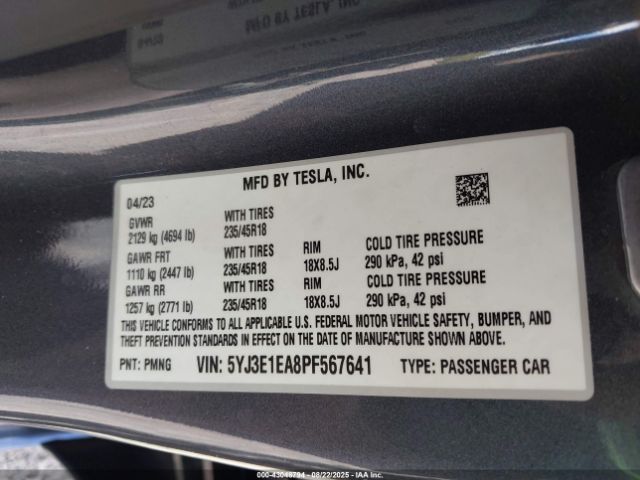 MFD BY TESLA, INC.
04/23
GVWR
2129 kg (4694 lb)
WITH TIRES
235/45R18
GAWR FRT
1110 kg (2447 lb)
WITH TIRES
235/45R18
RIM
18X8.5J
COLD TIRE PRESSURE
290 kPa, 42 psi
GAWR RR
1257 kg (2771 lb)
WITH TIRES
235/45R18
RIM
18X8.5J
COLD TIRE PRESSURE
290 kPa, 42 psi
THIS VEHICLE CONFORMS TO ALL APPLICABLE U.S. FEDERAL MOTOR VEHICLE SAFETY, BUMPER, AND
THEFT PREVENTION STANDARDS IN EFFECT ON THE DATE OF MANUFACTURE SHOWN ABOVE.
PNT: PMNG
VIN: 5YJ3E1EA8PF567641
TYPE: PASSENGER CAR
000-43048794 - 08/22/2025 - IAA Inc.